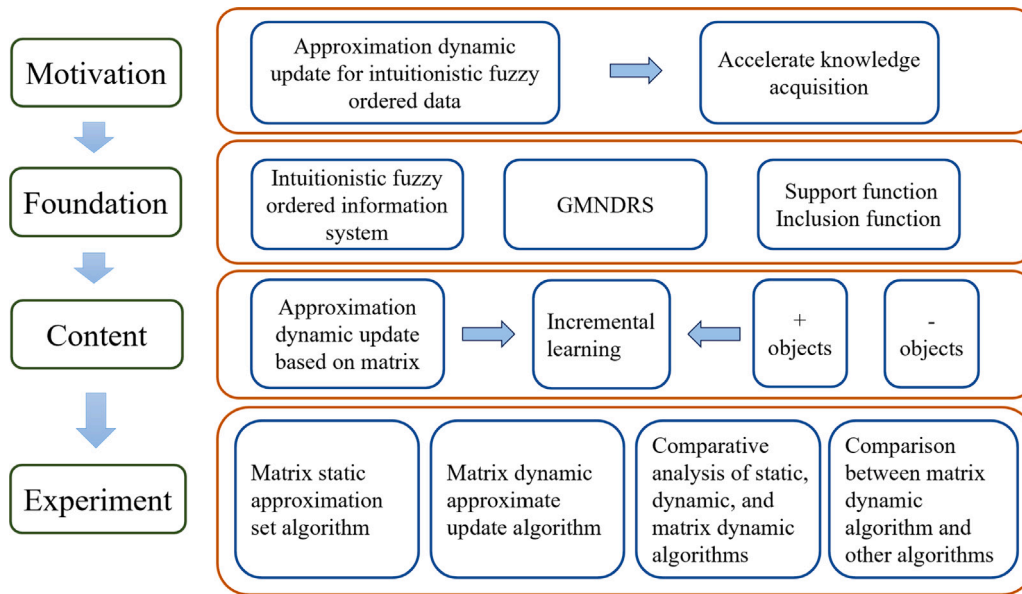 Motivation
Approximation dynamic
update for intuitionistic fuzzy
ordered data
Accelerate knowledge
acquisition
Foundation
Intuitionistic fuzzy
ordered information
system
GMNDRS
Support function
Inclusion function
Content
Approximation
dynamic update
based on matrix
Incremental
learning
+
objects
-
objects
Experiment
Matrix static
approximation
set algorithm
Matrix dynamic
approximate
update algorithm
Comparative
analysis of static,
dynamic, and
matrix dynamic
algorithms
Comparison
between matrix
dynamic
algorithm and
other algorithms